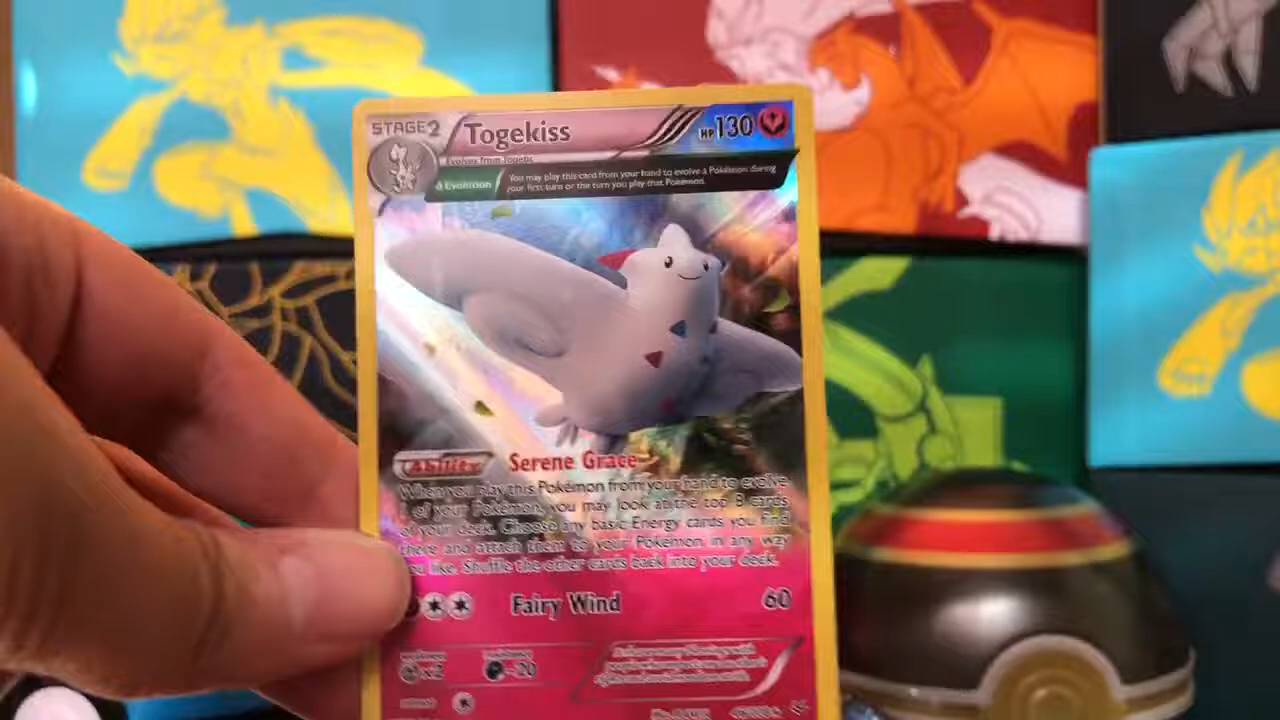 STAGE2 Togekiss HP130
Evolves from Togetic
Evolution You may play this card from your hand to evolve a Pokémon during
your first turn or the turn you play that Pokémon.
Ability Serene Grace
When you play this Pokémon from your hand to evolve
1 of your Pokémon, you may look at the top 8 cards
of your deck. Choose any basic Energy cards you find
there and attach them to your Pokémon in any way
you like. Shuffle the other cards back into your deck.
Fairy Wind 60
×2 -20